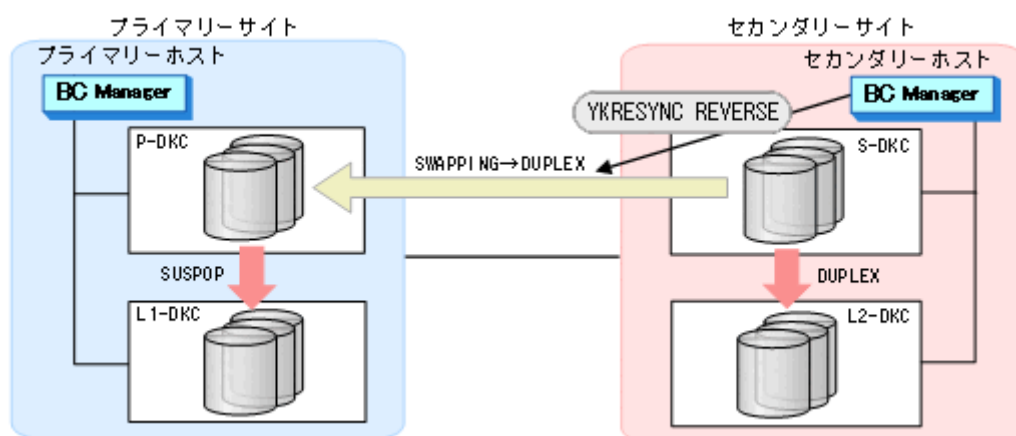 プライマリーサイト
セカンダリーサイト
プライマリーホスト
セカンダリーホスト
BC Manager
BC Manager
YKRESYNC REVERSE
P-DKC
S-DKC
SWAPPING→DUPLEX
SUSPOP
DUPLEX
L1-DKC
L2-DKC